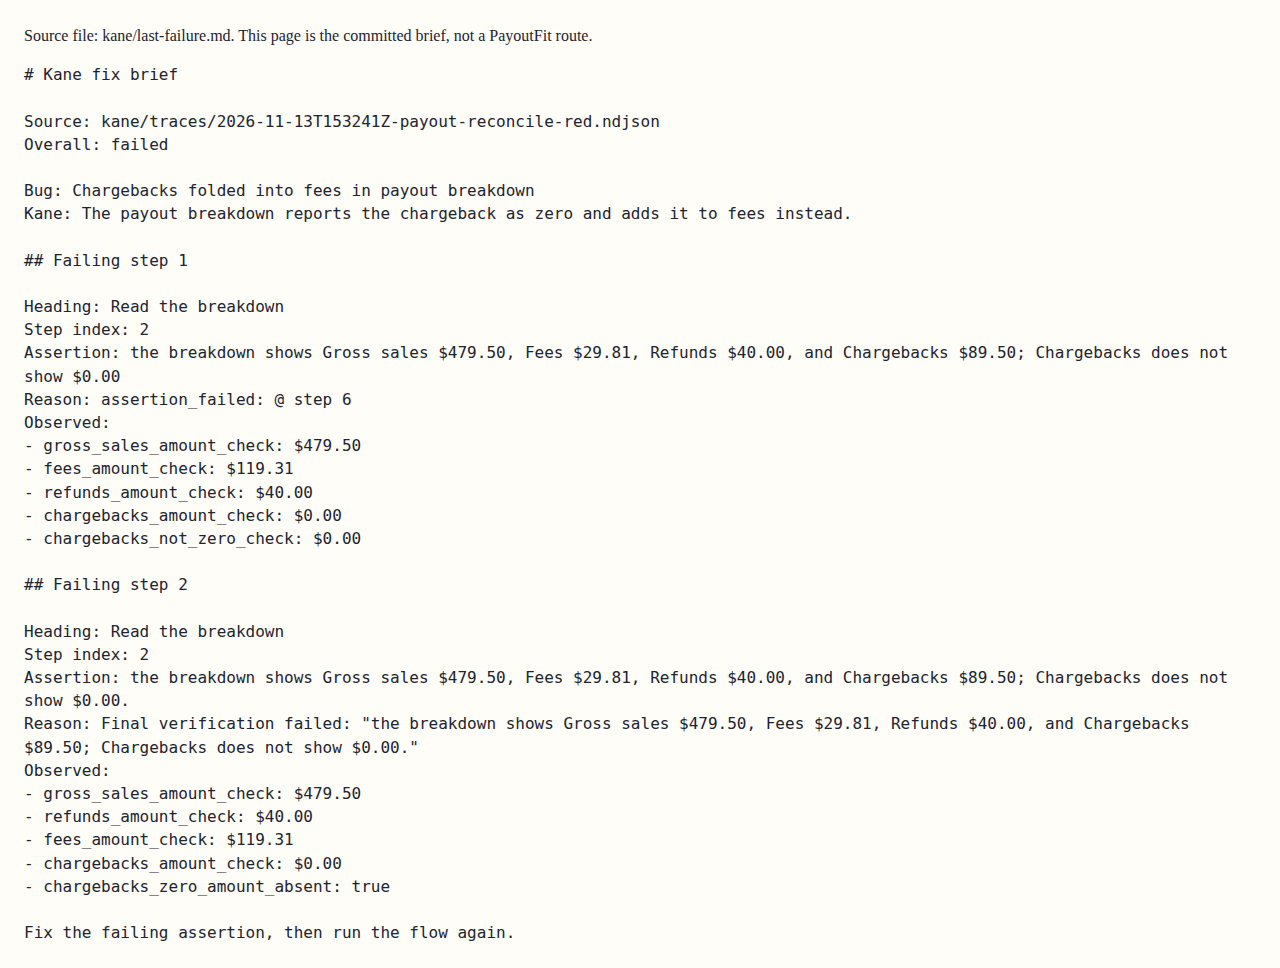 Source file: kane/last-failure.md. This page is the committed brief, not a PayoutFit route.
# Kane fix brief
Source: kane/traces/2026-11-13T153241Z-payout-reconcile-red.ndjson
Overall: failed
Bug: Chargebacks folded into fees in payout breakdown
Kane: The payout breakdown reports the chargeback as zero and adds it to fees instead.
## Failing step 1
Heading: Read the breakdown
Step index: 2
Assertion: the breakdown shows Gross sales $479.50, Fees $29.81, Refunds $40.00, and Chargebacks $89.50; Chargebacks does not
show $0.00
Reason: assertion_failed: @ step 6
Observed:
- gross_sales_amount_check: $479.50
- fees_amount_check: $119.31
- refunds_amount_check: $40.00
- chargebacks_amount_check: $0.00
- chargebacks_not_zero_check: $0.00
## Failing step 2
Heading: Read the breakdown
Step index: 2
Assertion: the breakdown shows Gross sales $479.50, Fees $29.81, Refunds $40.00, and Chargebacks $89.50; Chargebacks does not
show $0.00.
Reason: Final verification failed: "the breakdown shows Gross sales $479.50, Fees $29.81, Refunds $40.00, and Chargebacks
$89.50; Chargebacks does not show $0.00."
Observed:
- gross_sales_amount_check: $479.50
- refunds_amount_check: $40.00
- fees_amount_check: $119.31
- chargebacks_amount_check: $0.00
- chargebacks_zero_amount_absent: true
Fix the failing assertion, then run the flow again.